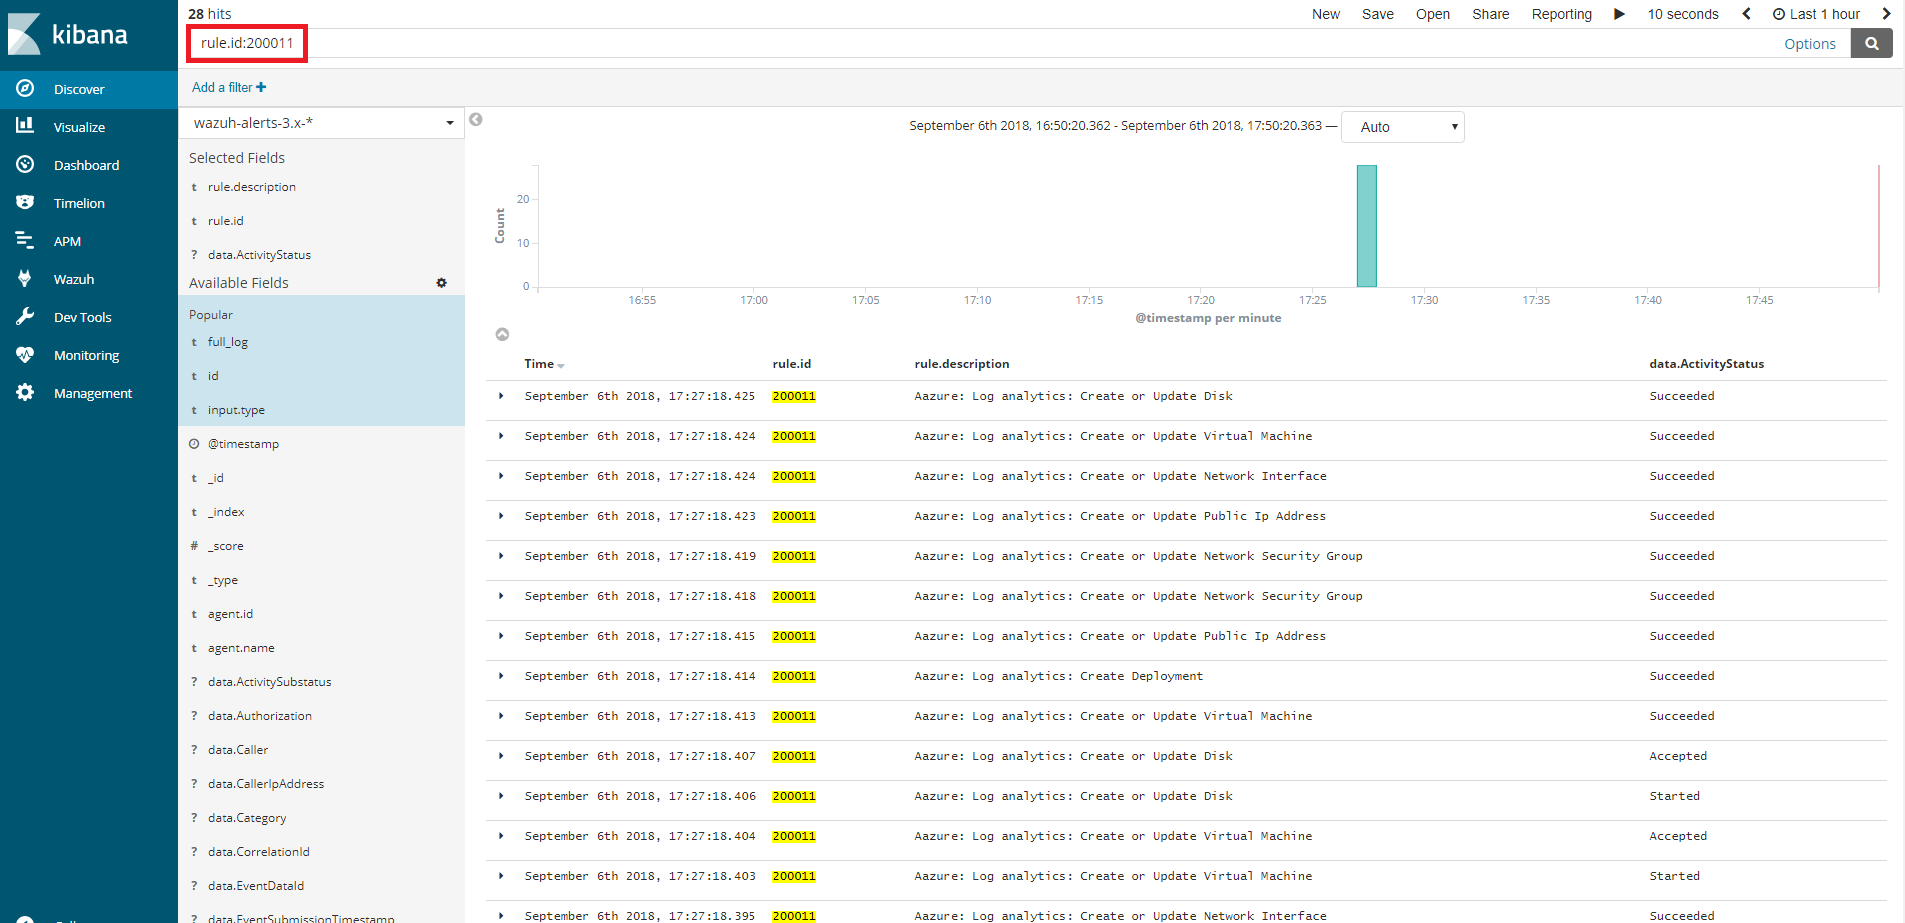 kibana
Discover
Visualize
Dashboard
Timelion
APM
Wazuh
Dev Tools
Monitoring
Management
28 hits
New Save Open Share Reporting 10 seconds Last 1 hour
rule.id:200011
Options
Add a filter
wazuh-alerts-3.x-*
Selected Fields
t rule.description
t rule.id
? data.ActivityStatus
Available Fields
Popular
t full_log
t id
t input.type
@timestamp
t _id
t _index
# _score
t _type
t agent.id
t agent.name
? data.ActivitySubstatus
? data.Authorization
? data.Caller
? data.CallerIpAddress
? data.Category
? data.CorrelationId
? data.EventDataId
? data.EventSubmissionTimestamp
September 6th 2018, 16:50:20.362 - September 6th 2018, 17:50:20.363 — Auto
Count
20
10
0
16:55 17:00 17:05 17:10 17:15 17:20 17:25 17:30 17:35 17:40 17:45
@timestamp per minute
Time rule.id rule.description data.ActivityStatus
September 6th 2018, 17:27:18.425 200011 Aazure: Log analytics: Create or Update Disk Succeeded
September 6th 2018, 17:27:18.424 200011 Aazure: Log analytics: Create or Update Virtual Machine Succeeded
September 6th 2018, 17:27:18.424 200011 Aazure: Log analytics: Create or Update Network Interface Succeeded
September 6th 2018, 17:27:18.423 200011 Aazure: Log analytics: Create or Update Public Ip Address Succeeded
September 6th 2018, 17:27:18.419 200011 Aazure: Log analytics: Create or Update Network Security Group Succeeded
September 6th 2018, 17:27:18.418 200011 Aazure: Log analytics: Create or Update Network Security Group Succeeded
September 6th 2018, 17:27:18.415 200011 Aazure: Log analytics: Create or Update Public Ip Address Succeeded
September 6th 2018, 17:27:18.414 200011 Aazure: Log analytics: Create Deployment Succeeded
September 6th 2018, 17:27:18.413 200011 Aazure: Log analytics: Create or Update Virtual Machine Succeeded
September 6th 2018, 17:27:18.407 200011 Aazure: Log analytics: Create or Update Disk Accepted
September 6th 2018, 17:27:18.406 200011 Aazure: Log analytics: Create or Update Disk Started
September 6th 2018, 17:27:18.404 200011 Aazure: Log analytics: Create or Update Virtual Machine Accepted
September 6th 2018, 17:27:18.403 200011 Aazure: Log analytics: Create or Update Virtual Machine Started
September 6th 2018, 17:27:18.395 200011 Aazure: Log analytics: Create or Update Network Interface Succeeded